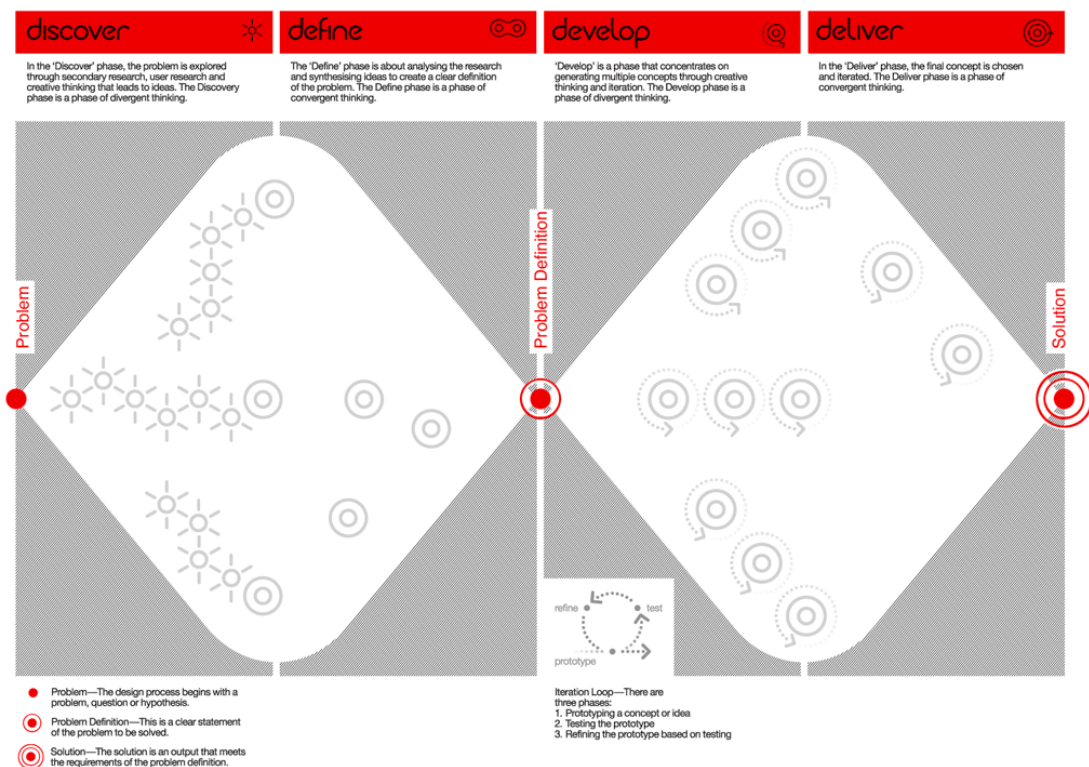 discover
define
develop
deliver
In the ‘Discover’ phase, the problem is explored
through secondary research, user research and
creative thinking that leads to ideas. The Discovery
phase is a phase of divergent thinking.
The ‘Define’ phase is about analysing the research
and synthesising ideas to create a clear definition
of the problem. The Define phase is a phase of
convergent thinking.
‘Develop’ is a phase that concentrates on
generating multiple concepts through creative
thinking and iteration. The Develop phase is a
phase of divergent thinking.
In the ‘Deliver’ phase, the final concept is chosen
and iterated. The Deliver phase is a phase of
convergent thinking.
Problem
Problem Definition
Solution
refine
test
prototype
Problem—The design process begins with a
problem, question or hypothesis.
Problem Definition—This is a clear statement
of the problem to be solved.
Solution—The solution is an output that meets
the requirements of the problem definition.
Iteration Loop—There are
three phases:
1. Prototyping a concept or idea
2. Testing the prototype
3. Refining the prototype based on testing